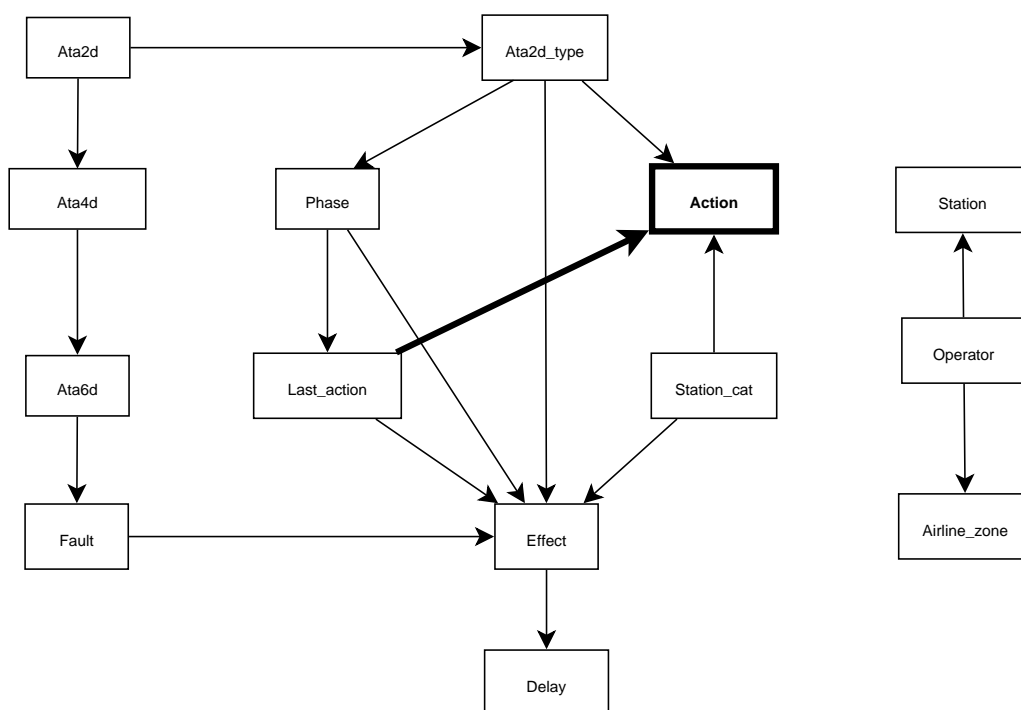 Ata2d
Ata2d_type
Ata4d
Phase
Action
Station
Operator
Ata6d
Last_action
Station_cat
Fault
Effect
Airline_zone
Delay